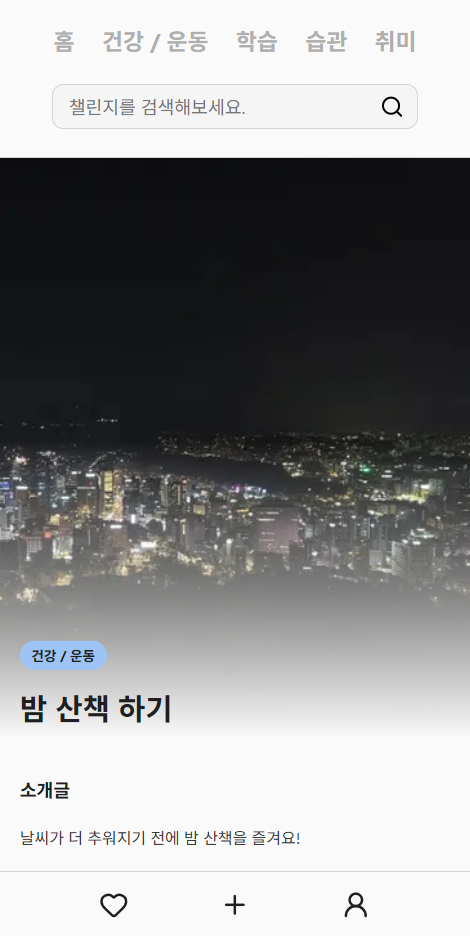 홈 건강 / 운동 학습 습관 취미
챌린지를 검색해보세요.
건강 / 운동
밤 산책 하기
소개글
날씨가 더 추워지기 전에 밤 산책을 즐겨요!